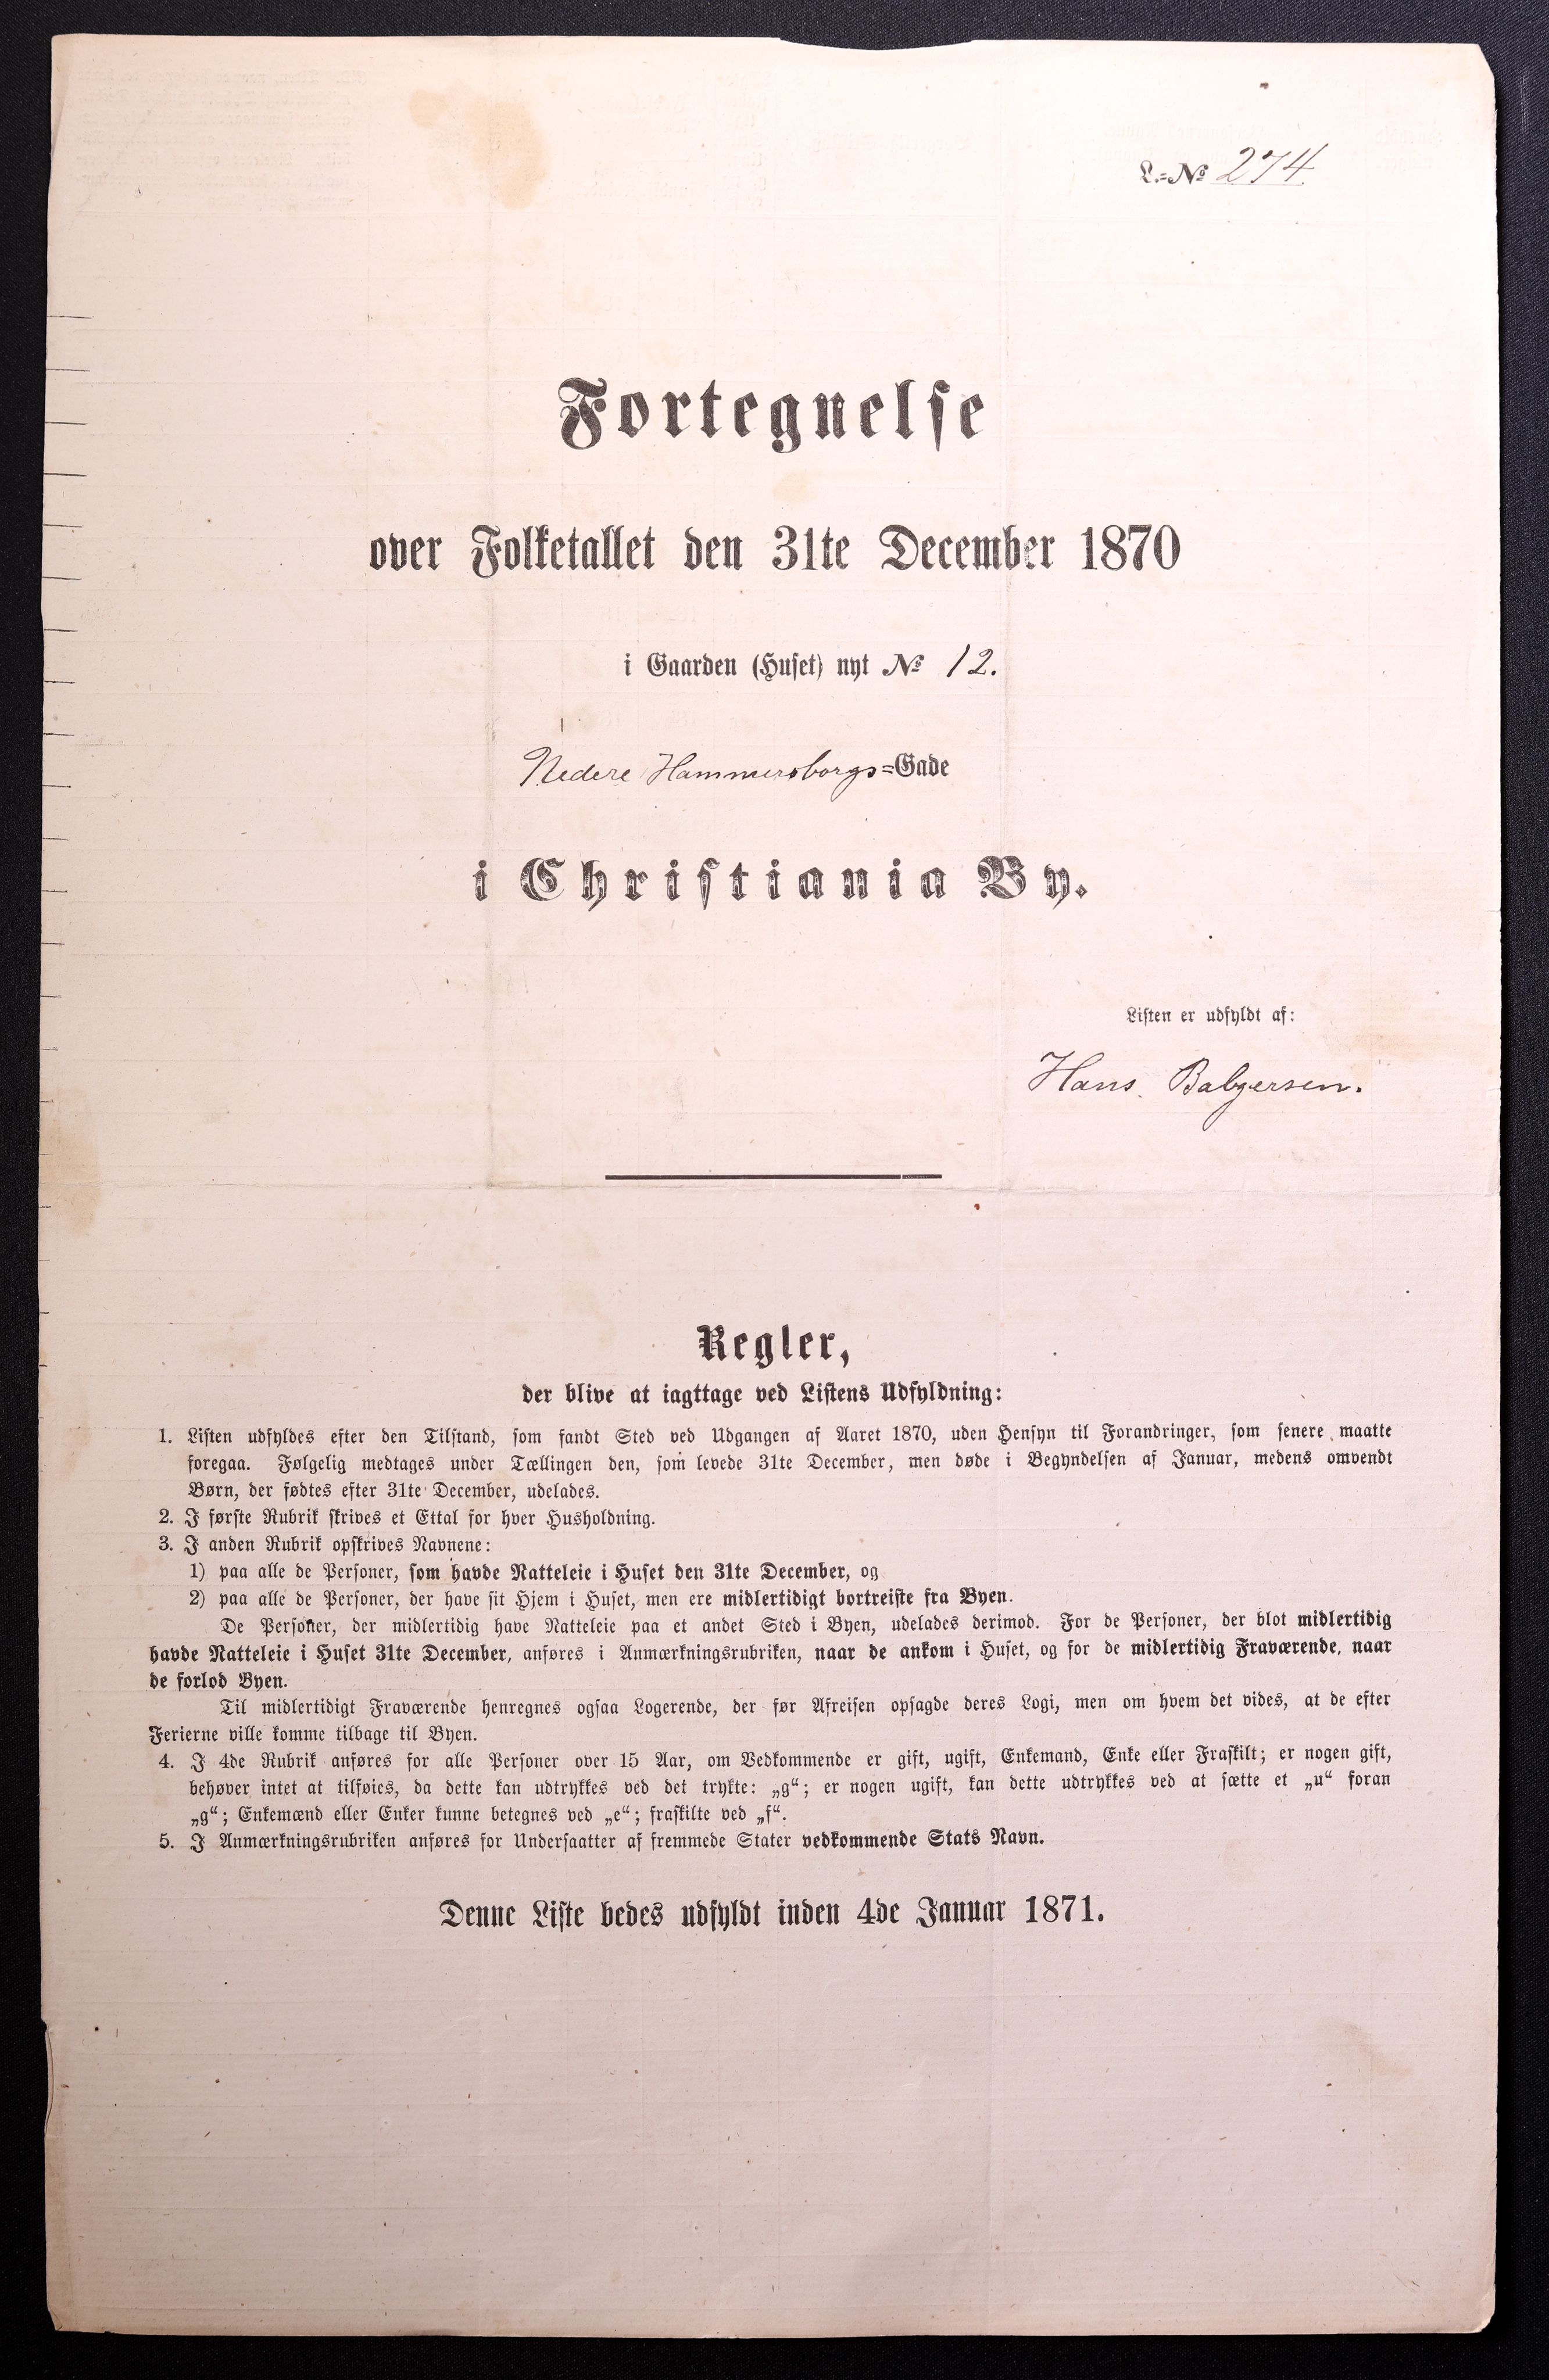 L.=№ 274
Fortegnelse
over Folketallet den 31te December 1870
i Gaarden (Huset) nyt № 12.
Nedere Hammersborgs=Gade
i Christiania By.
Listen er udfyldt af:
Hans Balzersen.
Regler,
der blive at iagttage ved Listens Udfyldning:
1. Listen udfyldes efter den Tilstand, som fandt Sted ved Udgangen af Aaret 1870, uden Hensyn til Forandringer, som senere maatte
foregaa. Følgelig medtages under Tællingen den, som levede 31te December, men døde i Begyndelsen af Januar, medens omvendt
Børn, der fødtes efter 31te December, udelades.
2. I første Rubrik skrives et Ettal for hver Husholdning.
3. I anden Rubrik opskrives Navnene:
1) paa alle de Personer, som havde Natteleie i Huset den 31te December, og
2) paa alle de Personer, der have sit Hjem i Huset, men ere midlertidigt bortreiste fra Byen.
De Personer, der midlertidig have Natteleie paa et andet Sted i Byen, udelades derimod. For de Personer, der blot midlertidig
havde Natteleie i Huset 31te December, anføres i Anmærkningsrubriken, naar de ankom i Huset, og for de midlertidig Fraværende, naar
de forlod Byen.
Til midlertidigt Fraværende henregnes ogsaa Logerende, der før Afreisen opsagde deres Logi, men om hvem det vides, at de efter
Ferierne ville komme tilbage til Byen.
4. I 4de Rubrik anføres for alle Personer over 15 Aar, om Vedkommende er gift, ugift, Enkemand, Enke eller Fraskilt; er nogen gift,
behøver intet at tilføies, da dette kan udtrykkes ved det trykte: „g“; er nogen ugift, kan dette udtrykkes ved at sætte et „u“ foran
„g“; Enkemænd eller Enker kunne betegnes ved „e“; fraskilte ved „f“.
5. I Anmærkningsrubriken anføres for Undersaatter af fremmede Stater vedkommende Stats Navn.
Denne Liste bedes udfyldt inden 4de Januar 1871.